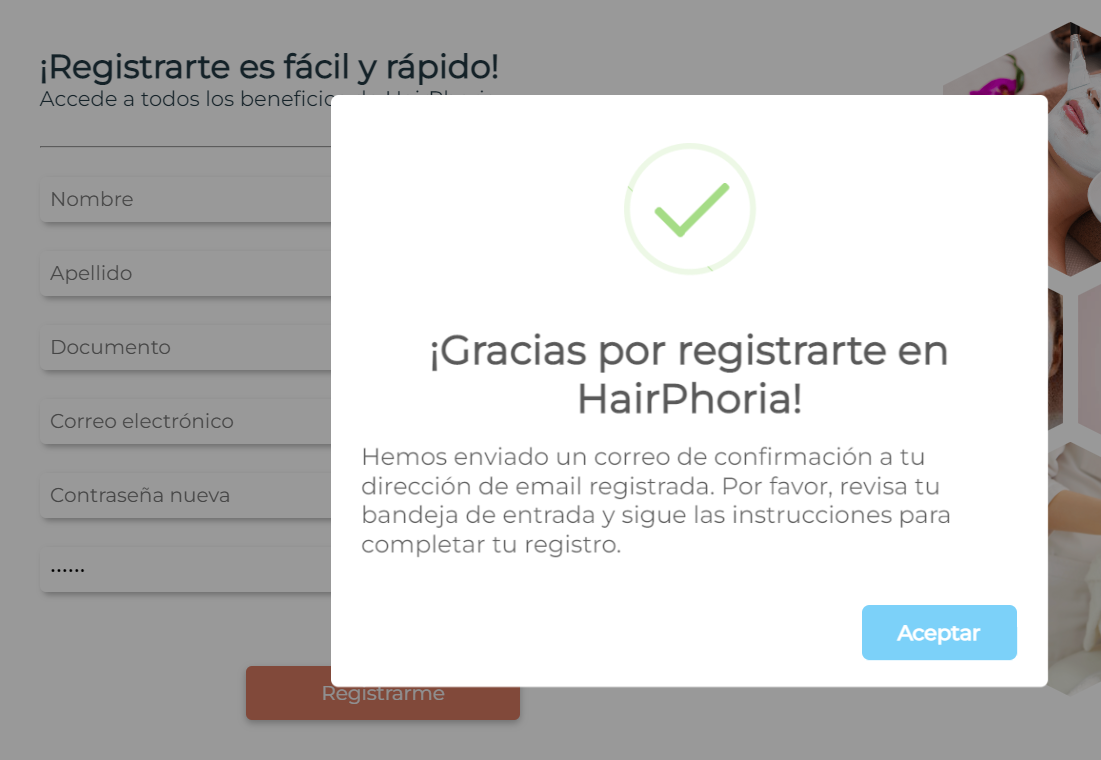 ¡Registrarte es fácil y rápido!
Accede a todos los
Nombre
Apellido
Documento
Correo electrónico
Contraseña nueva
••••••
Registrarme
¡Gracias por registrarte en
HairPhoria!
Hemos enviado un correo de confirmación a tu
dirección de email registrada. Por favor, revisa tu
bandeja de entrada y sigue las instrucciones para
completar tu registro.
Aceptar